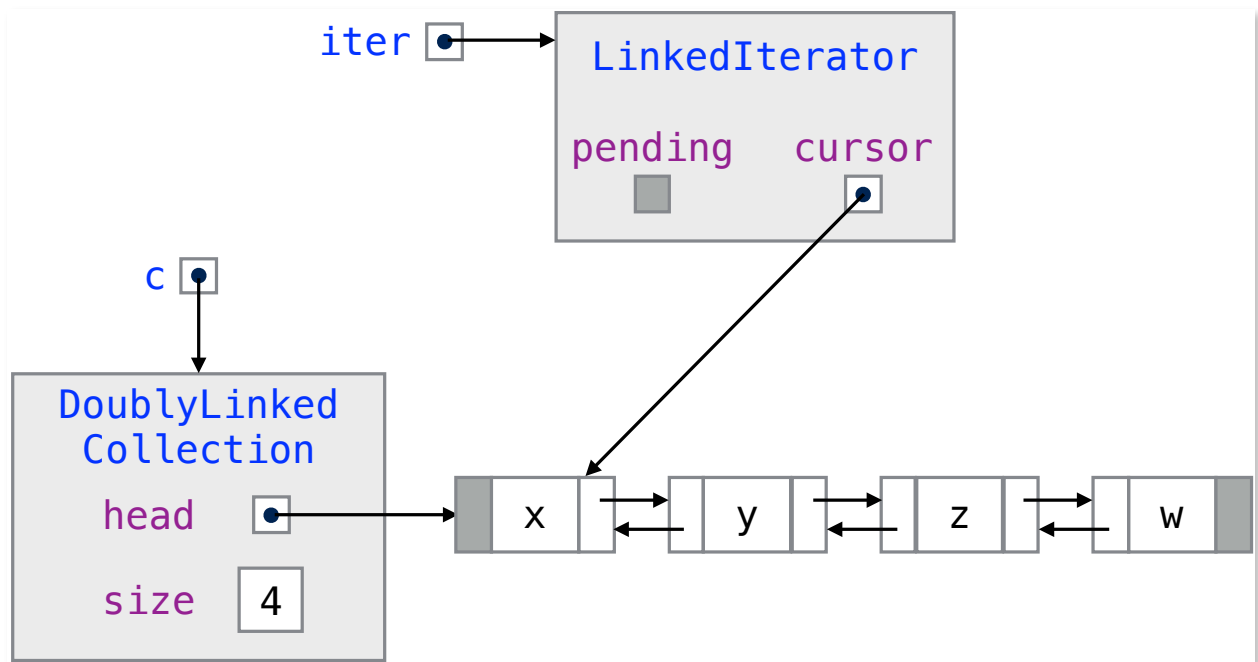 iter
LinkedIterator
pending cursor
c
DoublyLinked
Collection
head
x y z w
size 4